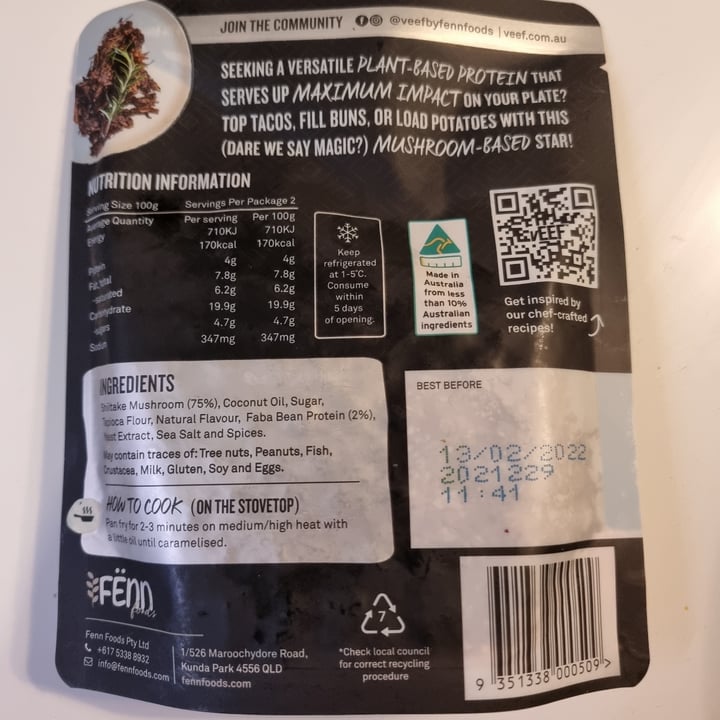 JOIN THE COMMUNITY @veefbyfennfoods | veef.com.au
SEEKING A VERSATILE PLANT-BASED PROTEIN THAT
SERVES UP MAXIMUM IMPACT ON YOUR PLATE?
TOP TACOS, FILL BUNS, OR LOAD POTATOES WITH THIS
(DARE WE SAY MAGIC?) MUSHROOM-BASED STAR!
NUTRITION INFORMATION
Serving Size 100g Servings Per Package 2
Average Quantity Per serving Per 100g
Energy 710KJ 710KJ
170kcal 170kcal
Protein 4g 4g
Fat, total 7.8g 7.8g
-saturated 6.2g 6.2g
Carbohydrate 19.9g 19.9g
-sugars 4.7g 4.7g
Sodium 347mg 347mg
Keep
refrigerated
at 1-5°C.
Consume
within
5 days
of opening.
Made in
Australia
from less
than 10%
Australian
ingredients
VEEF
Get inspired by
our chef-crafted
recipes!
INGREDIENTS
Shiitake Mushroom (75%), Coconut Oil, Sugar,
Tapioca Flour, Natural Flavour, Faba Bean Protein (2%),
Yeast Extract, Sea Salt and Spices.
May contain traces of: Tree nuts, Peanuts, Fish,
Crustacea, Milk, Gluten, Soy and Eggs.
HOW TO COOK (ON THE STOVETOP)
Pan fry for 2-3 minutes on medium/high heat with
a little oil until caramelised.
BEST BEFORE
13/02/2022
2021229
11:41
FËNN
foods
Fenn Foods Pty Ltd
+617 5338 8932
info@fennfoods.com
1/526 Maroochydore Road,
Kunda Park 4556 QLD
fennfoods.com
7
*Check local council
for correct recycling
procedure
9 351338 000509 >